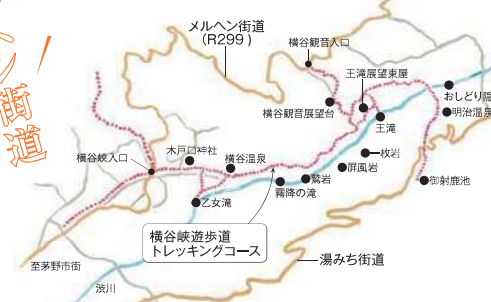 ン
街道
メルヘン街道
(R299)
横谷観音入口
王滝展望東屋
おしどり隠
横谷観音展望台
明治温泉
王滝
木戸口神社
枚岩
横谷峡入口
横谷温泉
屏風岩
鷲岩
御射鹿池
霧降の滝
乙女滝
横谷峡遊歩道
トレッキングコース
湯みち街道
至茅野市街
渋川